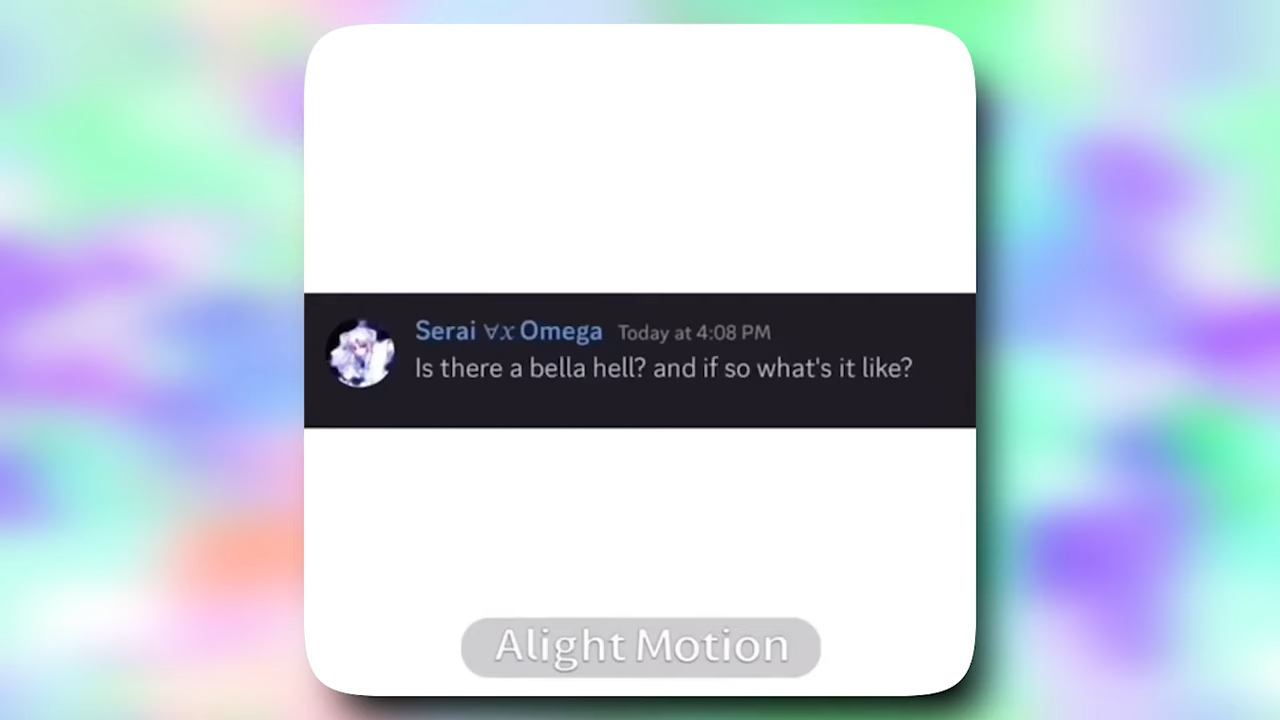 Serai ∀x Omega Today at 4:08 PM
Is there a bella hell? and if so what's it like?
Alight Motion